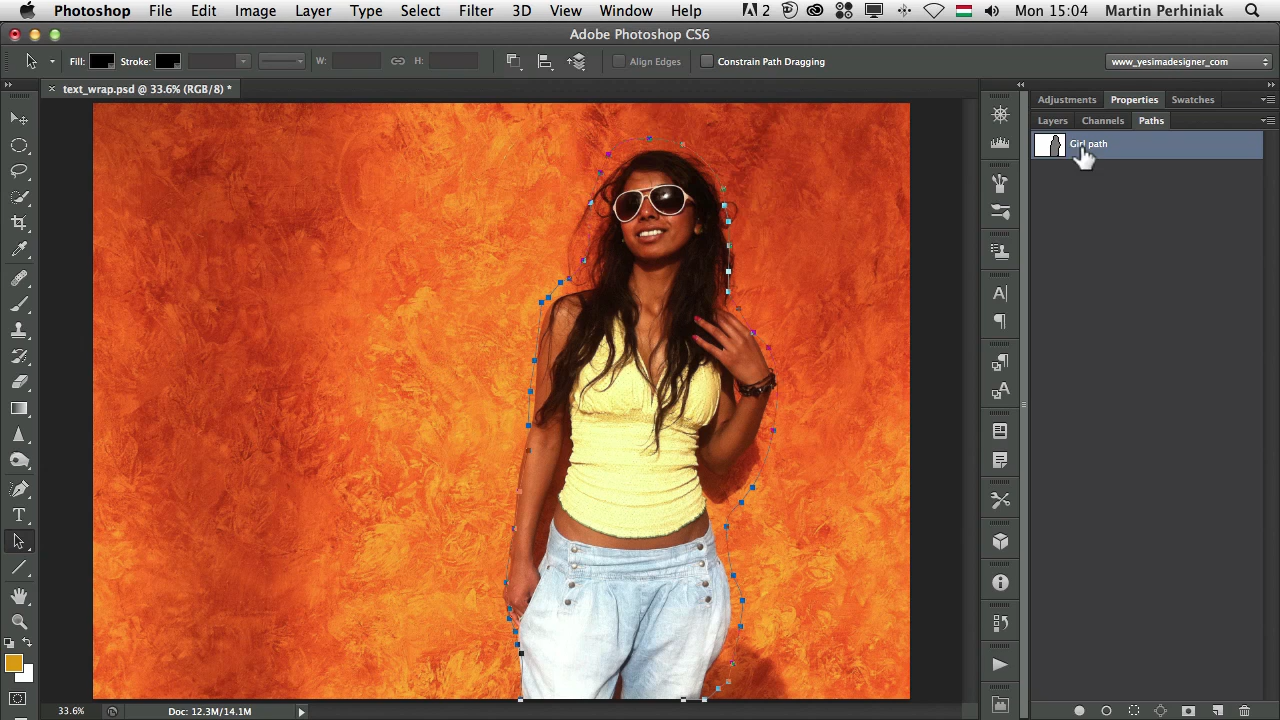 Photoshop File Edit Image Layer Type Select Filter 3D View Window Help 2 Mon 15:04 Martin Perhiniak
Adobe Photoshop CS6
Fill: Stroke: W: H: Align Edges Constrain Path Dragging www_yesimadesigner_com
× text_wrap.psd @ 33.6% (RGB/8) *
Adjustments Properties Swatches
Layers Channels Paths
Girl path
33.6% Doc: 12.3M/14.1M